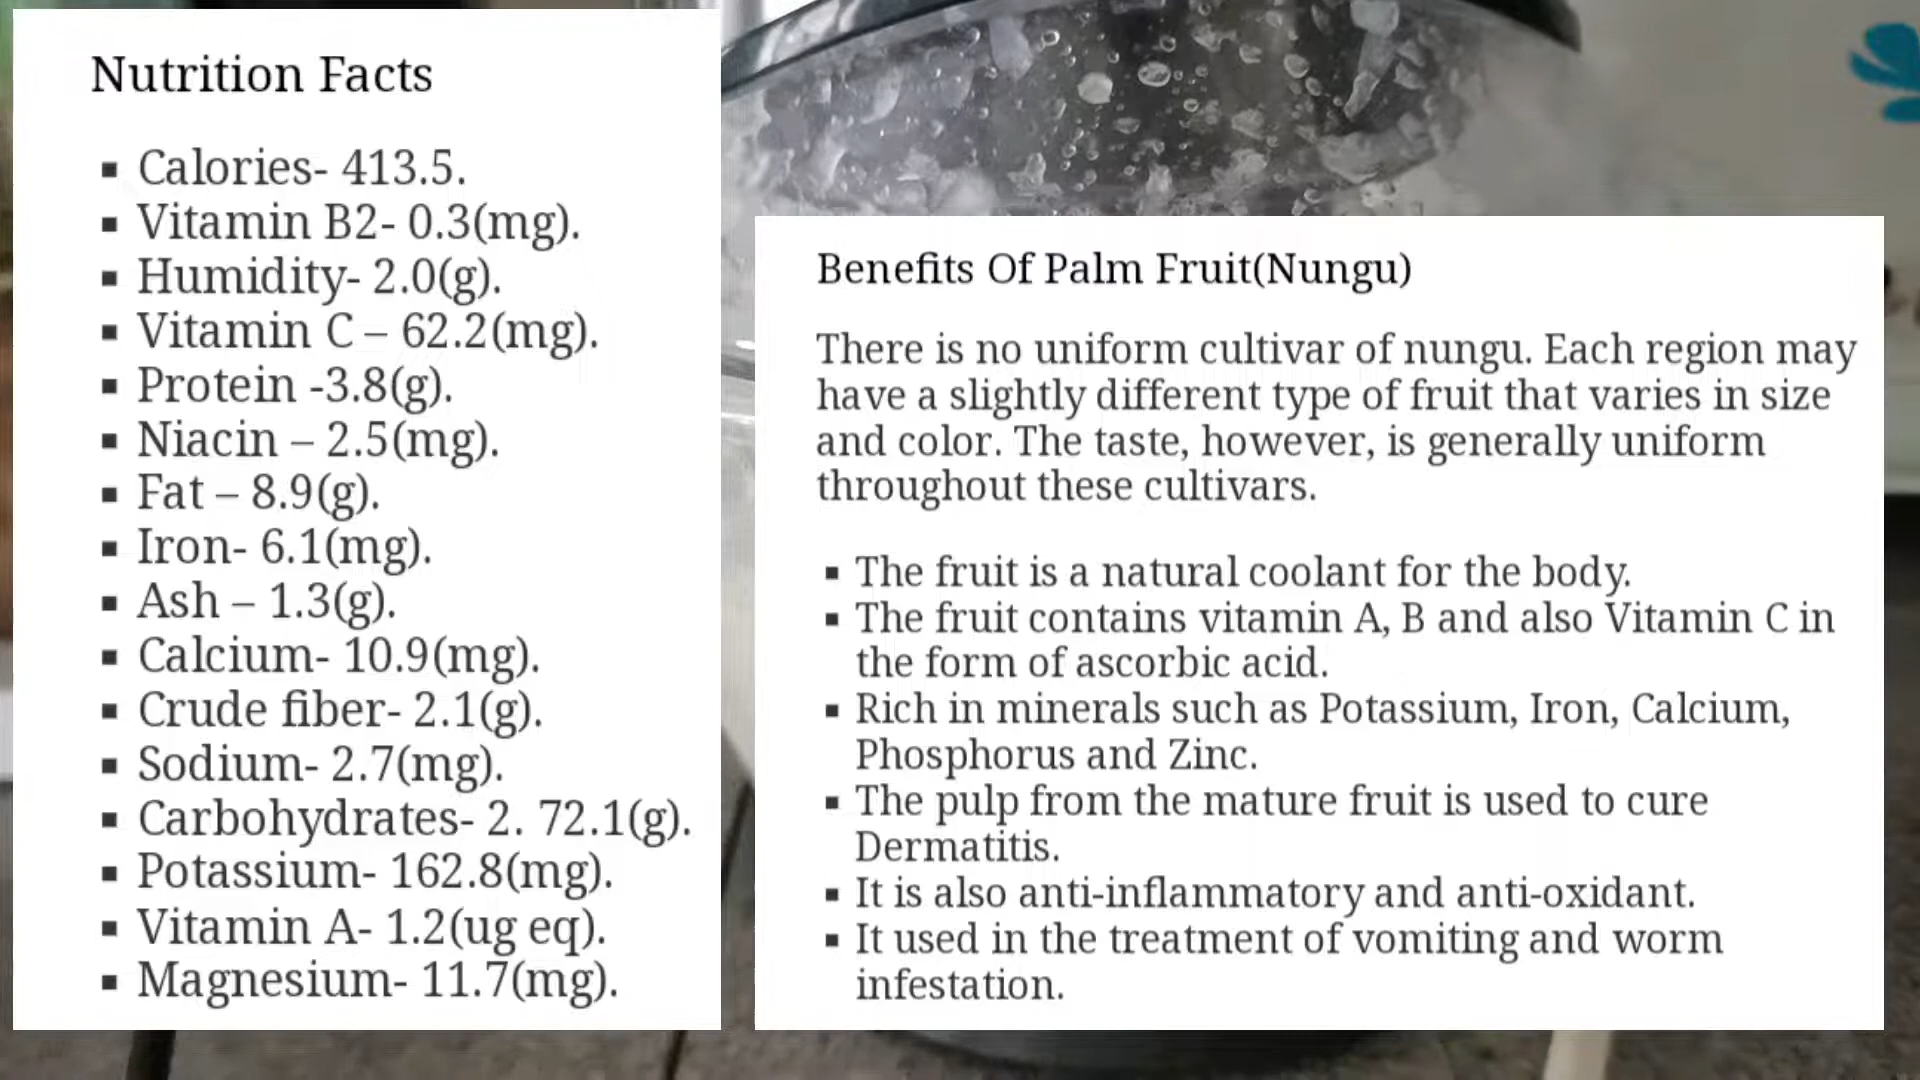 Nutrition Facts
▪ Calories- 413.5.
▪ Vitamin B2- 0.3(mg).
▪ Humidity- 2.0(g).
▪ Vitamin C – 62.2(mg).
▪ Protein -3.8(g).
▪ Niacin – 2.5(mg).
▪ Fat – 8.9(g).
▪ Iron- 6.1(mg).
▪ Ash – 1.3(g).
▪ Calcium- 10.9(mg).
▪ Crude fiber- 2.1(g).
▪ Sodium- 2.7(mg).
▪ Carbohydrates- 2. 72.1(g).
▪ Potassium- 162.8(mg).
▪ Vitamin A- 1.2(ug eq).
▪ Magnesium- 11.7(mg).
Benefits Of Palm Fruit(Nungu)
There is no uniform cultivar of nungu. Each region may
have a slightly different type of fruit that varies in size
and color. The taste, however, is generally uniform
throughout these cultivars.
▪ The fruit is a natural coolant for the body.
▪ The fruit contains vitamin A, B and also Vitamin C in
the form of ascorbic acid.
▪ Rich in minerals such as Potassium, Iron, Calcium,
Phosphorus and Zinc.
▪ The pulp from the mature fruit is used to cure
Dermatitis.
▪ It is also anti-inflammatory and anti-oxidant.
▪ It used in the treatment of vomiting and worm
infestation.